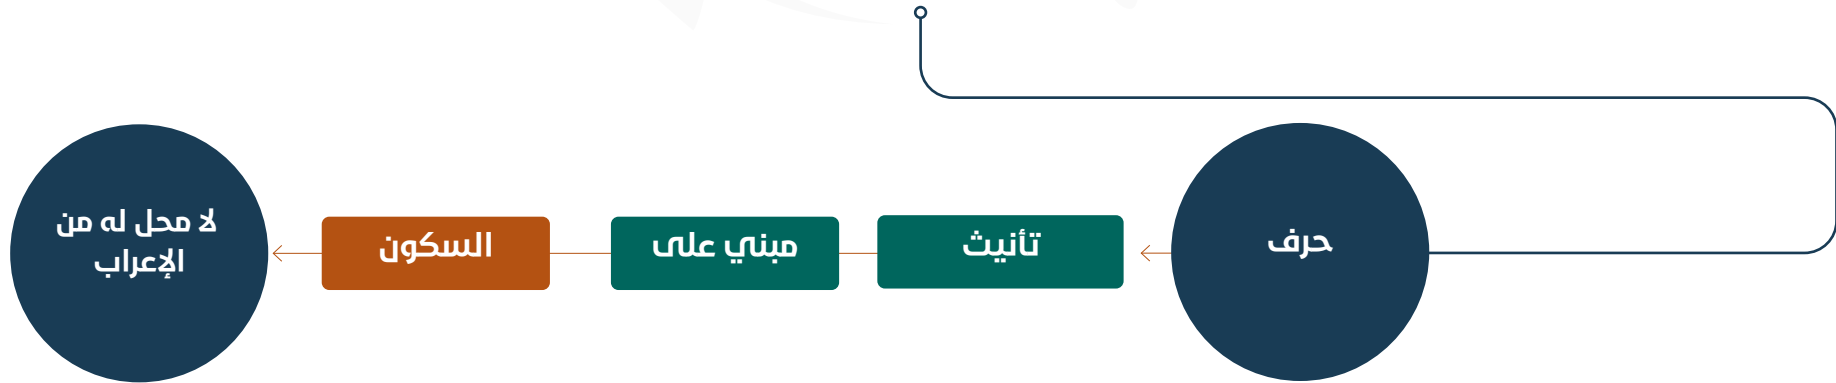 حرف
تأنيث
مبني على
السكون
لا محل له من
الإعراب